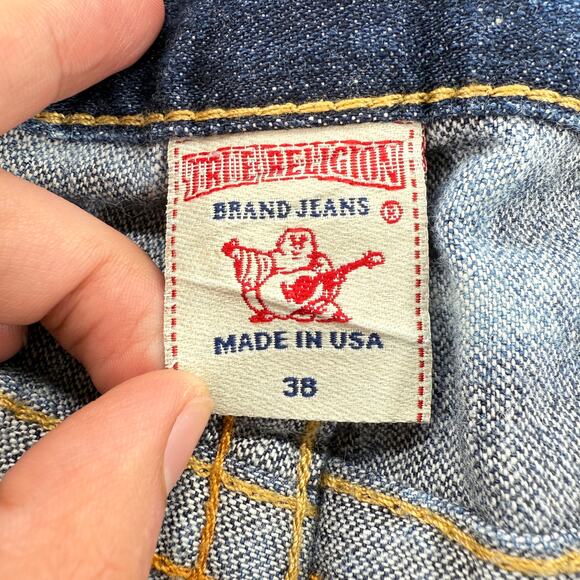 TRUE RELIGION
BRAND JEANS ®
MADE IN USA
38